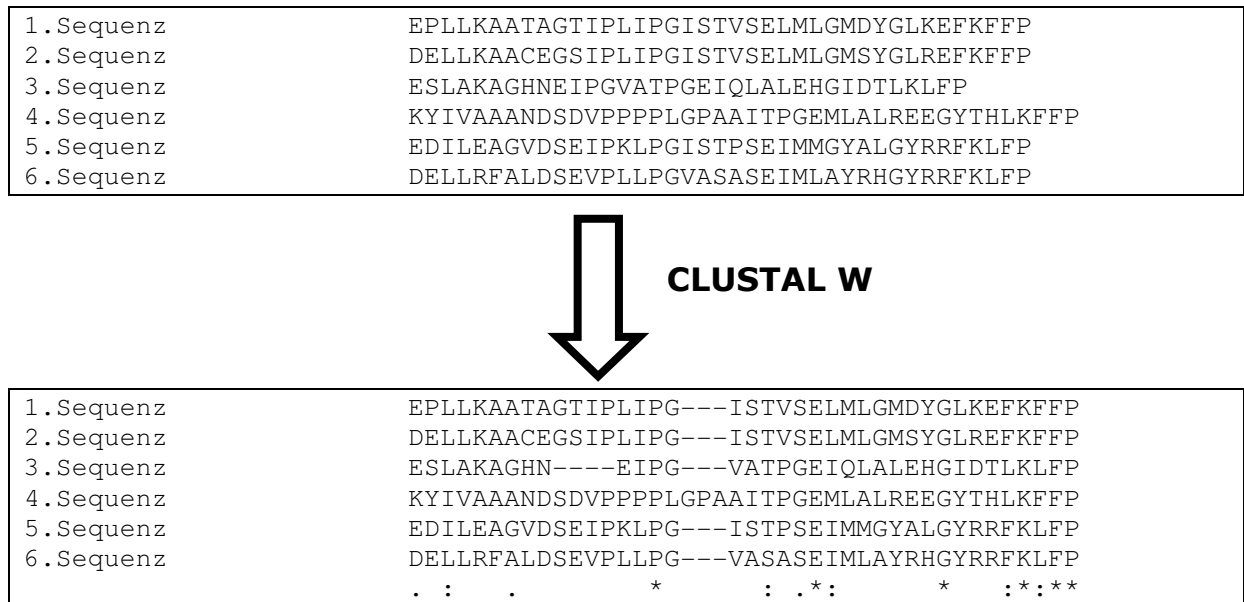 1.Sequenz EPLLKAATAGTIPLIPGISTVSELMLGMDYGLKEFKFFP
2.Sequenz DELLKAACEGSIPLIPGISTVSELMLGMSYGLREFKFFP
3.Sequenz ESLAKAGHNEIPGVATPGEIQLALEHGIDTLKLFP
4.Sequenz KYIVAAANDSDVPPPPLGPAAITPGEMLALREEGYTHLKFFP
5.Sequenz EDILEAGVDSEIPKLPGISTPSEIMMGYALGYRRFKLFP
6.Sequenz DELLRFALDSEVPLLPGVASASEIMLAYRHGYRRFKLFP
CLUSTAL W
1.Sequenz EPLLKAATAGTIPLIPG---ISTVSELMLGMDYGLKEFKFFP
2.Sequenz DELLKAACEGSIPLIPG---ISTVSELMLGMSYGLREFKFFP
3.Sequenz ESLAKAGHN----EIPG---VATPGEIQLALEHGIDTLKLFP
4.Sequenz KYIVAAANDSDVPPPPLGPAAITPGEMLALREEGYTHLKFFP
5.Sequenz EDILEAGVDSEIPKLPG---ISTPSEIMMGYALGYRRFKLFP
6.Sequenz DELLRFALDSEVPLLPG---VASASEIMLAYRHGYRRFKLFP
. :   .        *      : .*:      *   :*:**